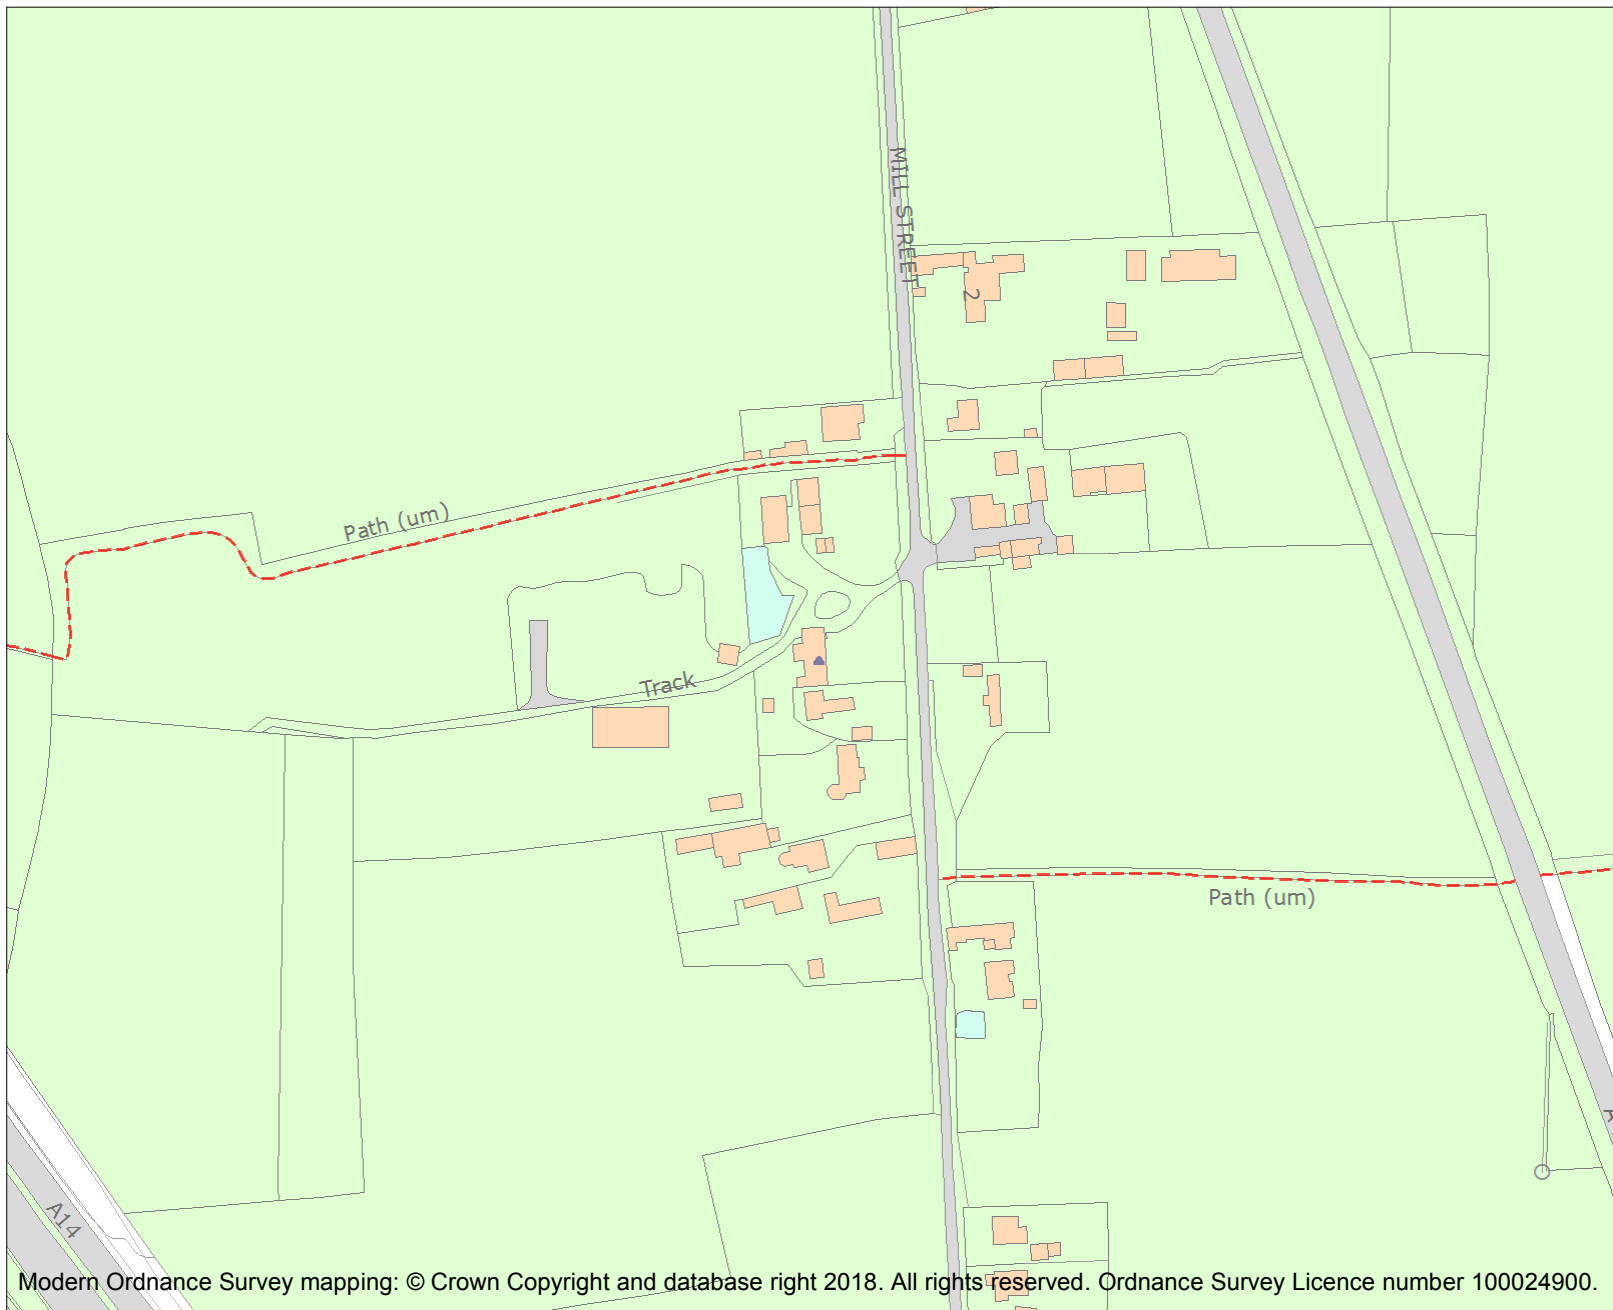 MILL STREET
2
Path (um)
Track
Path (um)
A14
Modern Ordnance Survey mapping: © Crown Copyright and database right 2018. All rights reserved. Ordnance Survey Licence number 100024900.